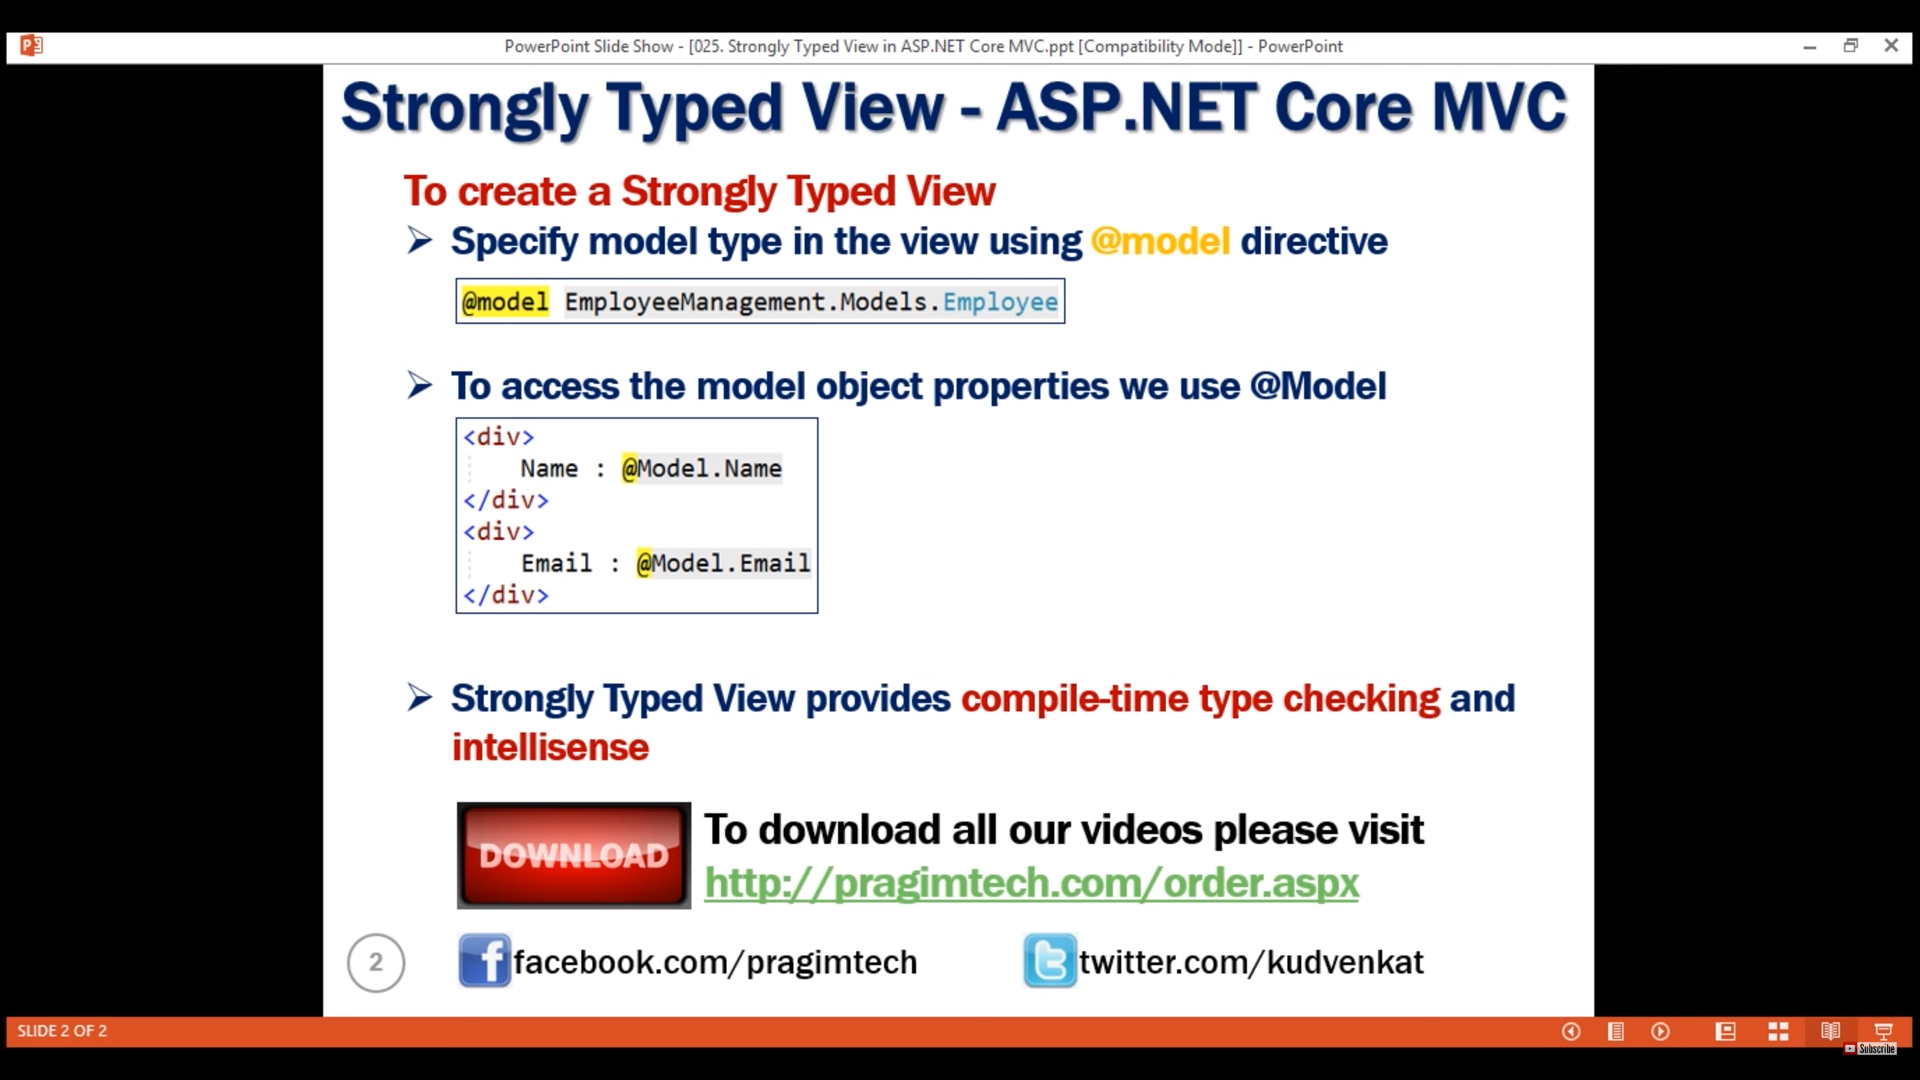 PowerPoint Slide Show - [025. Strongly Typed View in ASP.NET Core MVC.ppt [Compatibility Mode]] - PowerPoint
Strongly Typed View - ASP.NET Core MVC
To create a Strongly Typed View
Specify model type in the view using @model directive
@model EmployeeManagement.Models.Employee
To access the model object properties we use @Model
<div>
Name : @Model.Name
</div>
<div>
Email : @Model.Email
</div>
Strongly Typed View provides compile-time type checking and
intellisense
DOWNLOAD
To download all our videos please visit
http://pragimtech.com/order.aspx
2
facebook.com/pragimtech
twitter.com/kudvenkat
SLIDE 2 OF 2
Subscribe